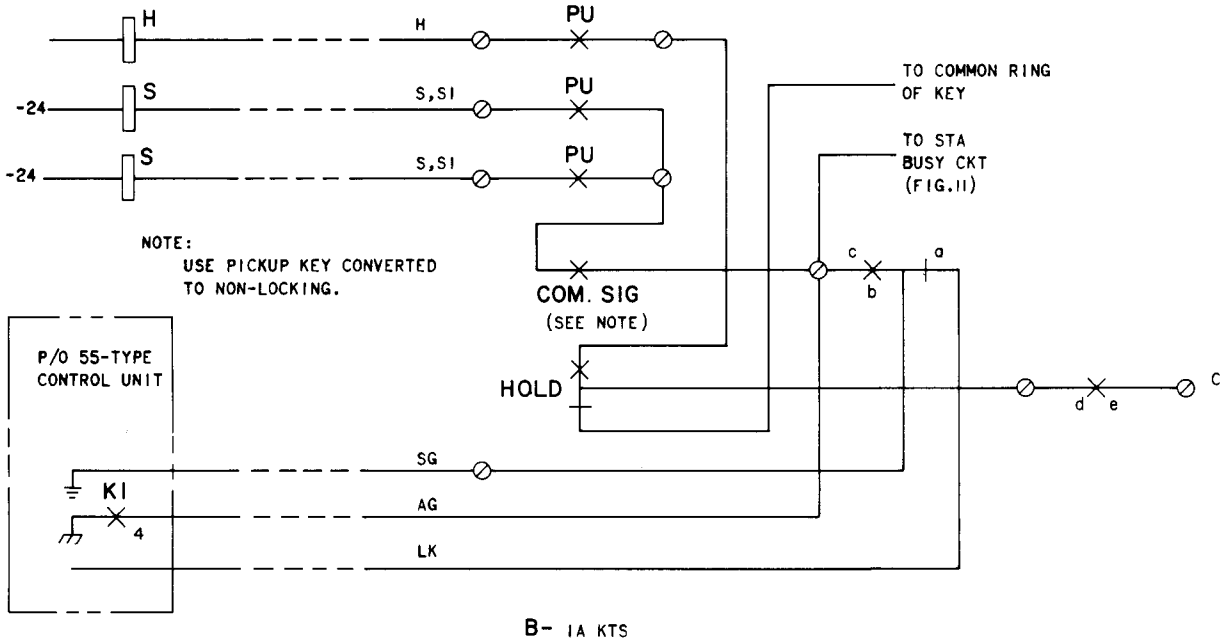 H
H
PU
TO COMMON RING
OF KEY
-24
S
S,S1
PU
TO STA
BUSY CKT
(FIG.11)
-24
S
S,S1
PU
NOTE:
USE PICKUP KEY CONVERTED
TO NON-LOCKING.
c
b
a
COM. SIG
(SEE NOTE)
P/O 55-TYPE
CONTROL UNIT
HOLD
d
e
C
SG
K1
4
AG
LK
B- 1A KTS